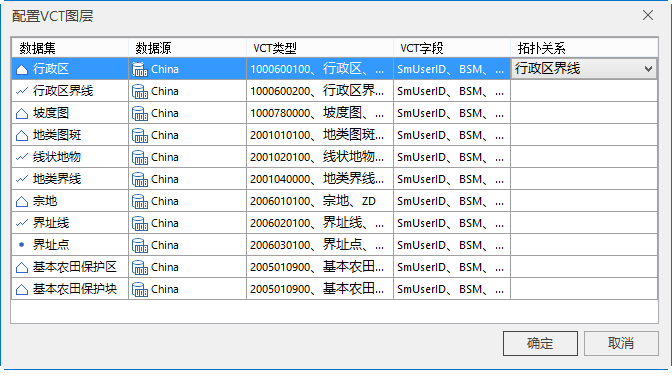 配置VCT图层
数据集 数据源 VCT类型 VCT字段 拓扑关系
行政区 China 1000600100、行政区、... SmUserID、BSM、... 行政区界线
行政区界线 China 1000600200、行政区界... SmUserID、BSM、...
坡度图 China 1000780000、坡度图、... SmUserID、BSM、...
地类图斑 China 2001010100、地类图斑... SmUserID、BSM、...
线状地物 China 2001020100、线状地物... SmUserID、BSM、...
地类界线 China 2001040000、地类界线... SmUserID、BSM、...
宗地 China 2006010100、宗地、ZD SmUserID、BSM、...
界址线 China 2006020100、界址线、... SmUserID、BSM、...
界址点 China 2006030100、界址点、... SmUserID、BSM、...
基本农田保护区 China 2005010900、基本农田... SmUserID、BSM、...
基本农田保护块 China 2005010900、基本农田... SmUserID、BSM、...
确定 取消